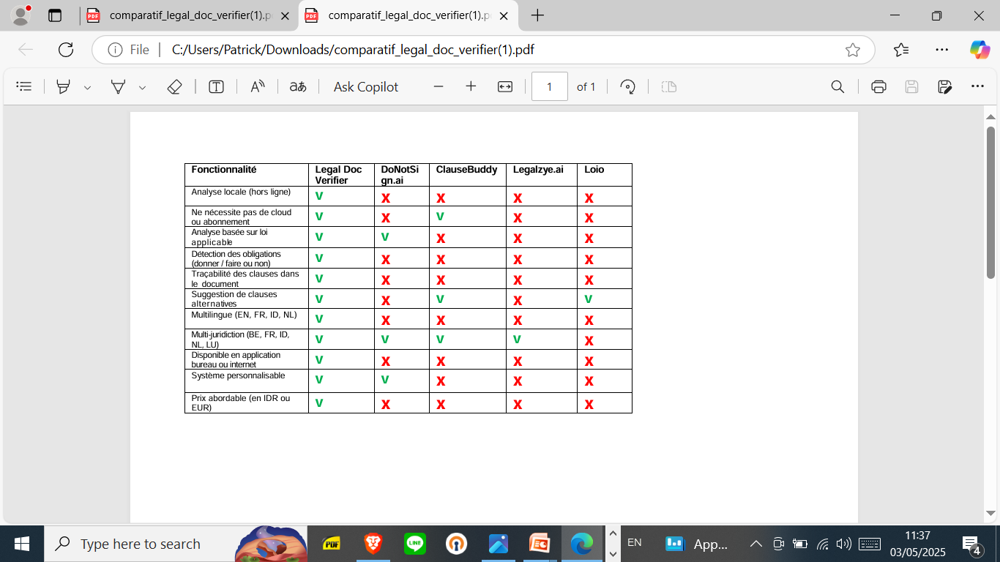 comparatif_legal_doc_verifier(1).p
comparatif_legal_doc_verifier(1).p
File
C:/Users/Patrick/Downloads/comparatif_legal_doc_verifier(1).pdf
Ask Copilot
1 of 1
Fonctionnalité Legal Doc DoNotSi ClauseBuddy Legalzye.ai Loio
Verifier gn.ai
Analyse locale (hors ligne) V X X X X
Ne nécessite pas de cloud V X V X X
ou abonnement
Analyse basée sur loi V V X X X
applicable
Détection des obligations V X X X X
(donner / faire ou non)
Traçabilité des clauses dans V X X X X
le document
Suggestion de clauses V X V X V
alternatives
Multilingue (EN, FR, ID, NL) V X X X X
Multi-juridiction (BE, FR, ID, V V V V X
NL, LU)
Disponible en application V X X X X
bureau ou internet
Système personnalisable V V X X X
Prix abordable (en IDR ou V X X X X
EUR)
Type here to search
PDF
LINE
EN
App...
11:37
03/05/2025
4